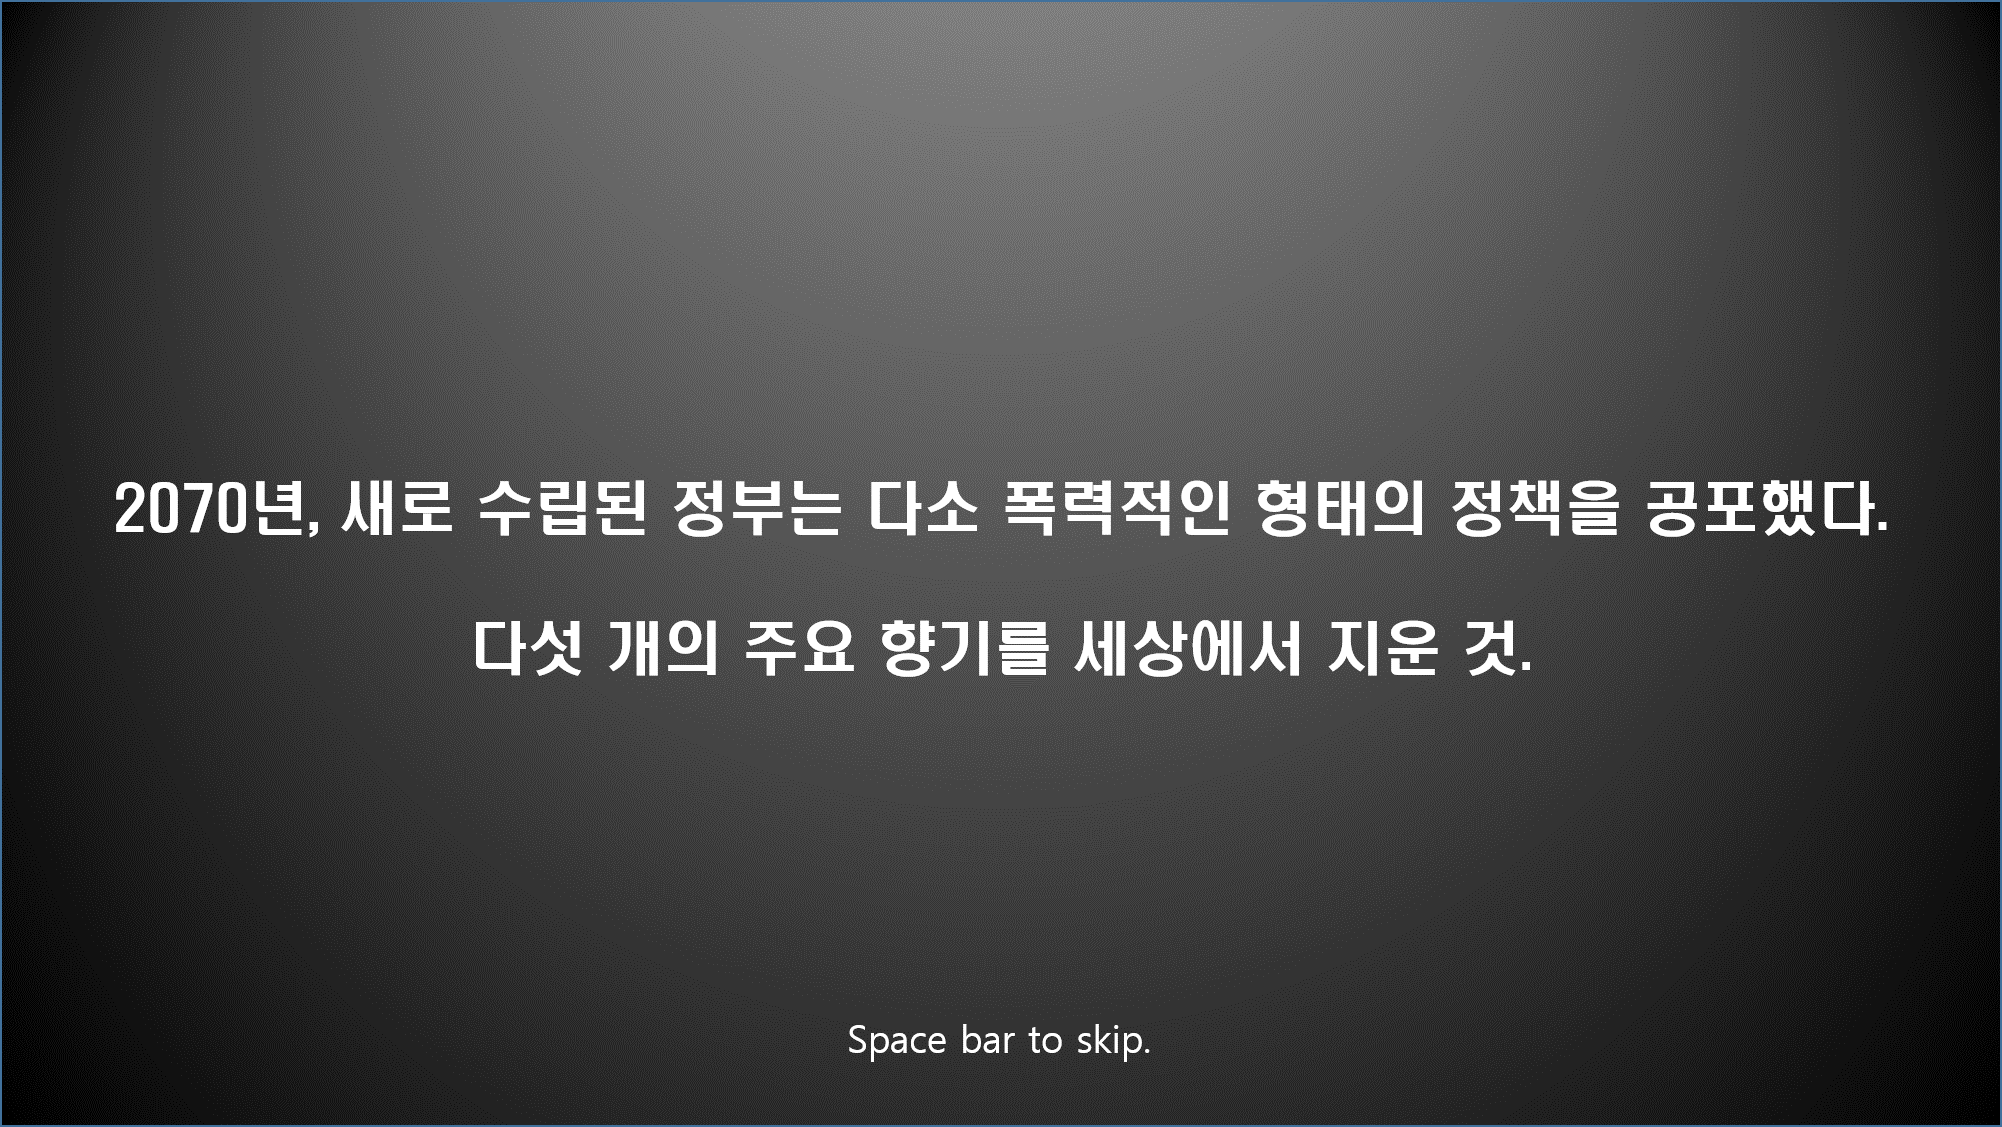 2070년, 새로 수립된 정부는 다소 폭력적인 형태의 정책을 공포했다.
다섯 개의 주요 향기를 세상에서 지운 것.
Space bar to skip.